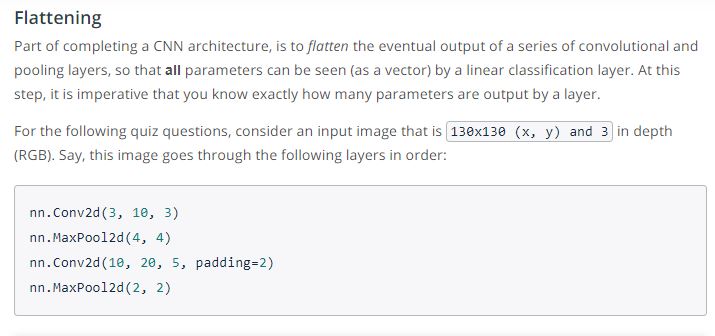 Flattening
Part of completing a CNN architecture, is to flatten the eventual output of a series of convolutional and
pooling layers, so that all parameters can be seen (as a vector) by a linear classification layer. At this
step, it is imperative that you know exactly how many parameters are output by a layer.
For the following quiz questions, consider an input image that is 130x130 (x, y) and 3 in depth
(RGB). Say, this image goes through the following layers in order:
nn.Conv2d(3, 10, 3)
nn.MaxPool2d(4, 4)
nn.Conv2d(10, 20, 5, padding=2)
nn.MaxPool2d(2, 2)